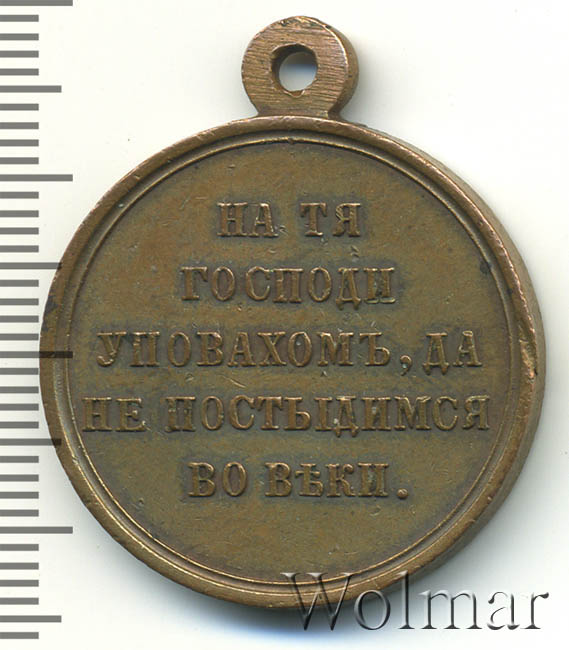 НА ТЯ
ГОСПОДИ
УПОВАХОМЪ, ДА
НЕ ПОСТЫДИМСЯ
ВО ВѢКИ.
Wolmar